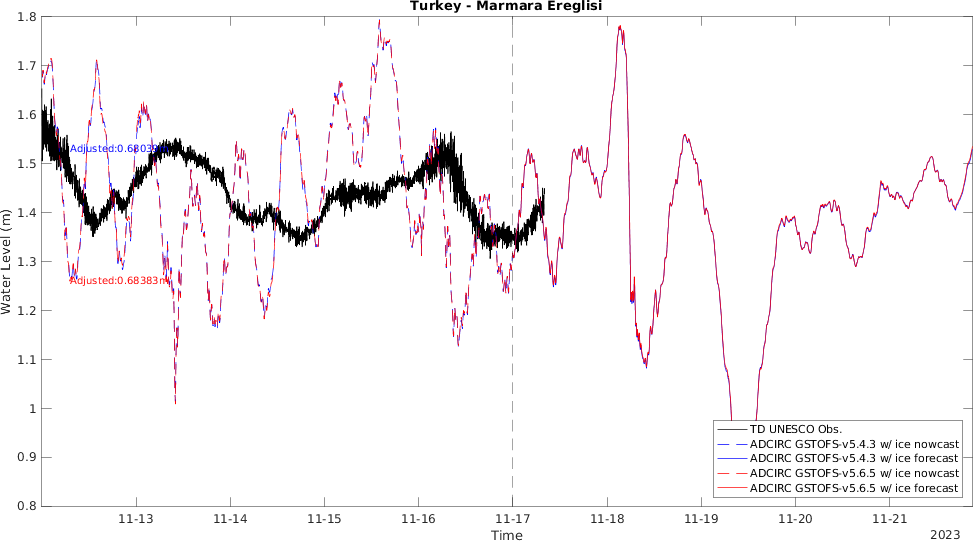 Turkey - Marmara Ereglisi
Water Level (m)
1.8
1.7
1.6
1.5
1.4
1.3
1.2
1.1
1
0.9
0.8
Adjusted:0.68039m
Adjusted:0.68383m
TD UNESCO Obs.
ADCIRC GSTOFS-v5.4.3 w/ ice nowcast
ADCIRC GSTOFS-v5.4.3 w/ ice forecast
ADCIRC GSTOFS-v5.6.5 w/ ice nowcast
ADCIRC GSTOFS-v5.6.5 w/ ice forecast
11-13
11-14
11-15
11-16
11-17
11-18
11-19
11-20
11-21
Time
2023